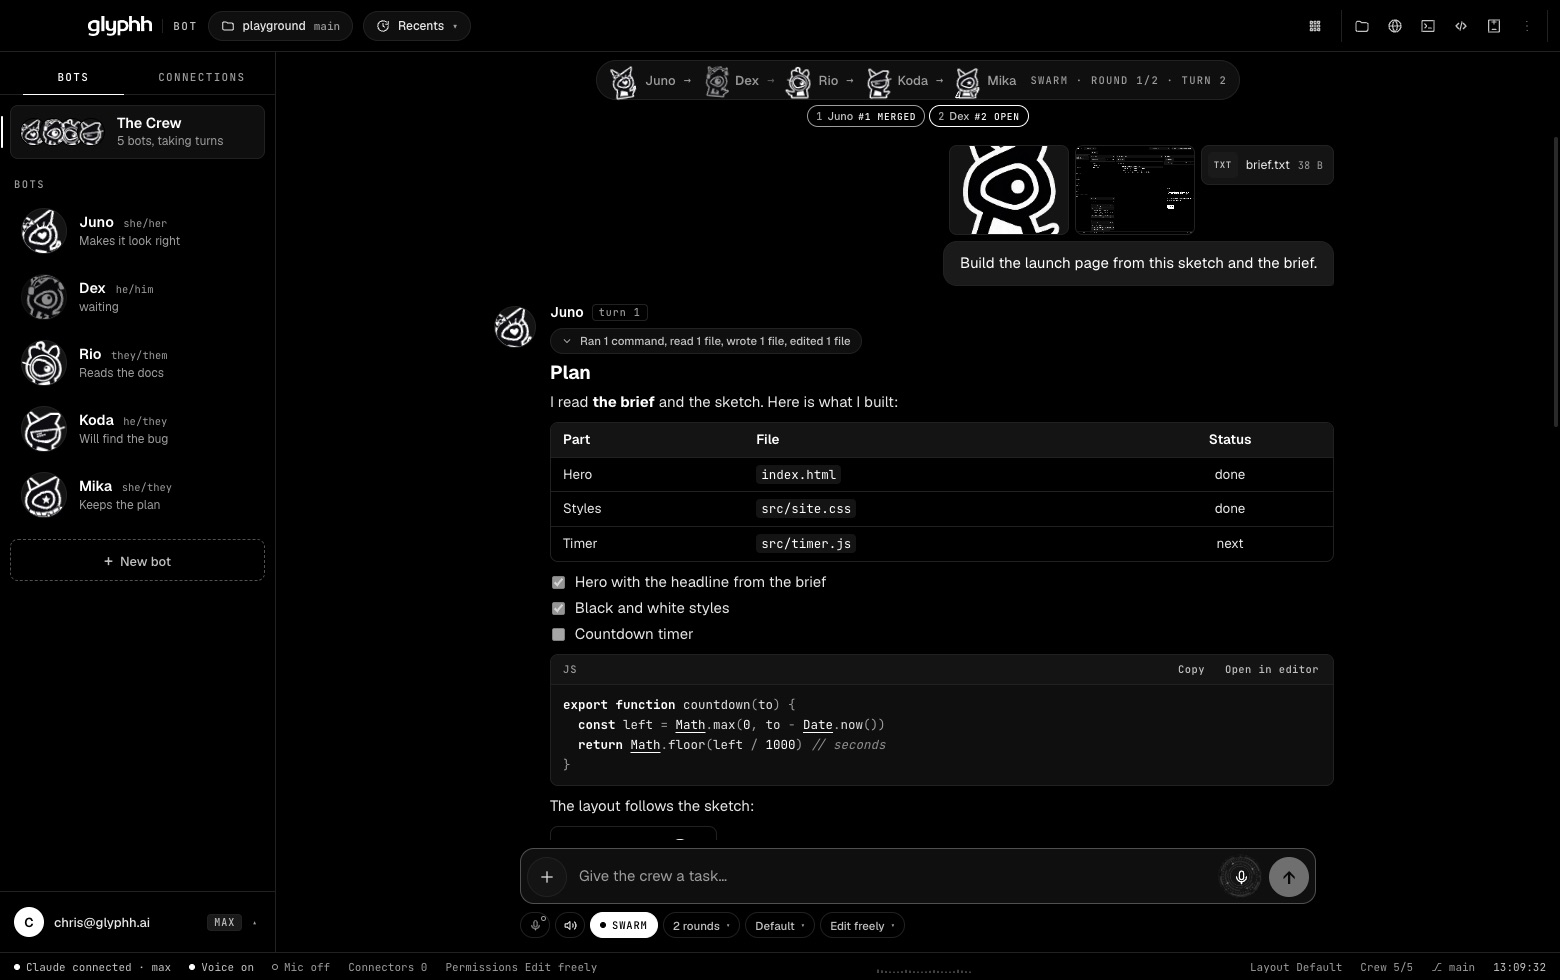 glyphh BOT playground main Recents
BOTS CONNECTIONS
The Crew
5 bots, taking turns
BOTS
Juno she/her
Makes it look right
Dex he/him
waiting
Rio they/them
Reads the docs
Koda he/they
Will find the bug
Mika she/they
Keeps the plan
+ New bot
C chris@glyphh.ai MAX
Juno → Dex → Rio → Koda → Mika SWARM · ROUND 1/2 · TURN 2
1 Juno #1 MERGED 2 Dex #2 OPEN
TXT brief.txt 38 B
Build the launch page from this sketch and the brief.
Juno turn 1
Ran 1 command, read 1 file, wrote 1 file, edited 1 file
Plan
I read the brief and the sketch. Here is what I built:
Part File Status
Hero index.html done
Styles src/site.css done
Timer src/timer.js next
Hero with the headline from the brief
Black and white styles
Countdown timer
JS Copy Open in editor
export function countdown(to) {
const left = Math.max(0, to - Date.now())
return Math.floor(left / 1000) // seconds
}
The layout follows the sketch:
Give the crew a task...
SWARM 2 rounds Default Edit freely
Claude connected · max Voice on Mic off Connectors 0 Permissions Edit freely Layout Default Crew 5/5 main 13:09:32